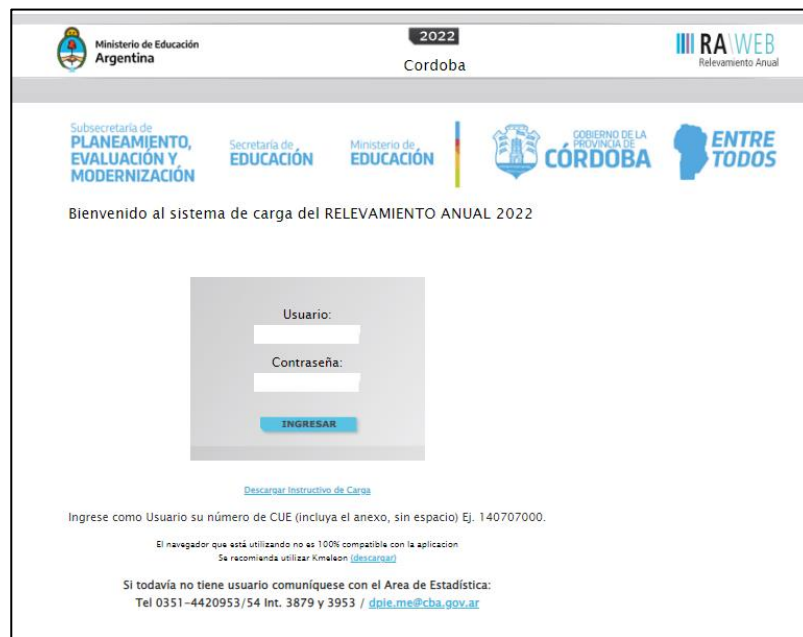 Ministerio de Educación
Argentina
2022
Cordoba
RA\WEB
Relevamiento Anual
Subsecretaría de
PLANEAMIENTO,
EVALUACIÓN Y
MODERNIZACIÓN
Secretaría de
EDUCACIÓN
Ministerio de
EDUCACIÓN
GOBIERNO DE LA
PROVINCIA DE
CÓRDOBA
ENTRE
TODOS
Bienvenido al sistema de carga del RELEVAMIENTO ANUAL 2022
Usuario:
Contraseña:
INGRESAR
Descargar Instructivo de Carga
Ingrese como Usuario su número de CUE (incluya el anexo, sin espacio) Ej. 140707000.
El navegador que está utilizando no es 100% compatible con la aplicacion
Se recomienda utilizar Kmeleon (descargar)
Si todavía no tiene usuario comuníquese con el Area de Estadística:
Tel 0351-4420953/54 Int. 3879 y 3953 / dpie.me@cba.gov.ar